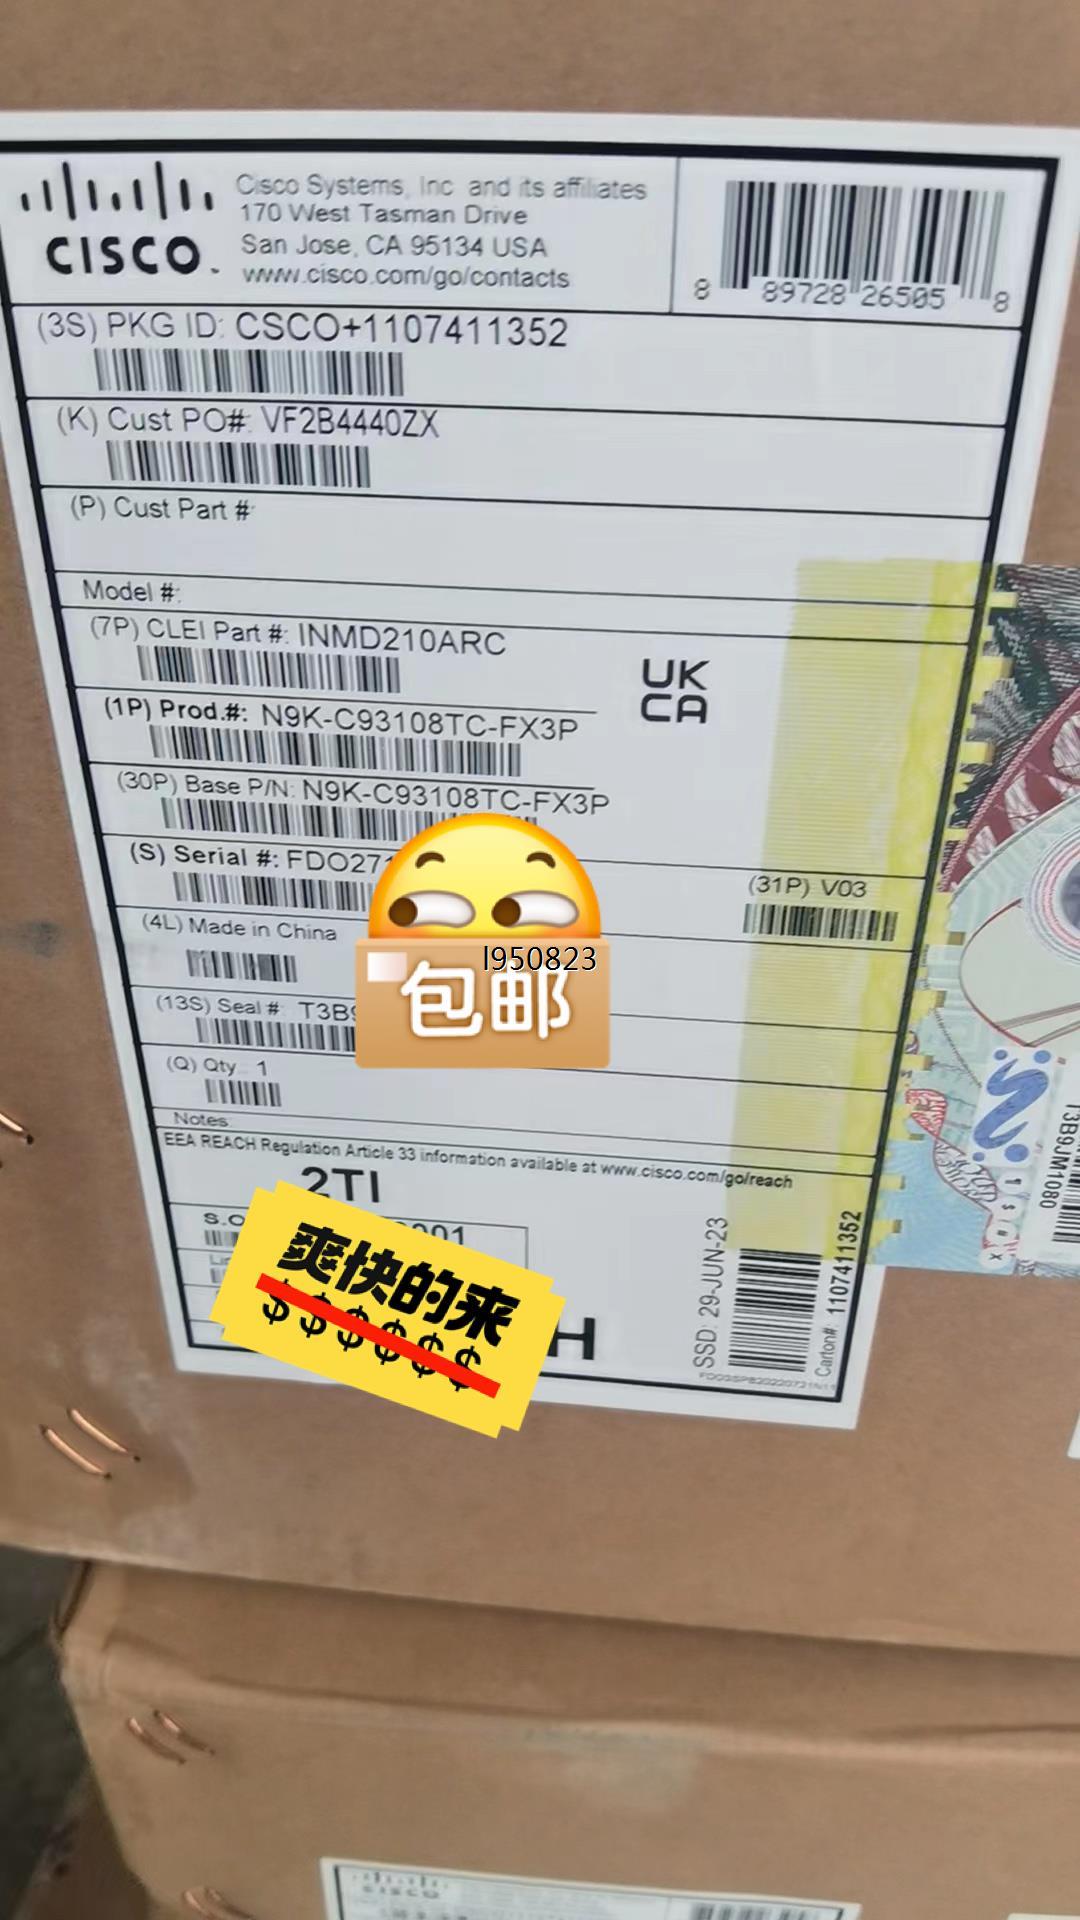 Cisco Systems, Inc and its affiliates
170 West Tasman Drive
San Jose, CA 95134 USA
www.cisco.com/go/contacts
CISCO
8 89728 26505 8
(3S) PKG ID: CSCO+1107411352
(K) Cust PO#: VF2B4440ZX
(P) Cust Part #:
Model #:
(7P) CLEI Part #: INMD210ARC
UK
CA
(1P) Prod.#: N9K-C93108TC-FX3P
(30P) Base P/N: N9K-C93108TC-FX3P
(S) Serial #: FDO27
(31P) V03
(4L) Made in China
l950823
包邮
(13S) Seal #: T3B9
(Q) Qty 1
Notes:
EEA REACH Regulation Article 33 information available at www.cisco.com/go/reach
2TI
S.O
001
爽快的来
$$$$$$
H
SSD: 29-JUN-23
Carton#: 1107411352
T3B9JM1080
CISCO